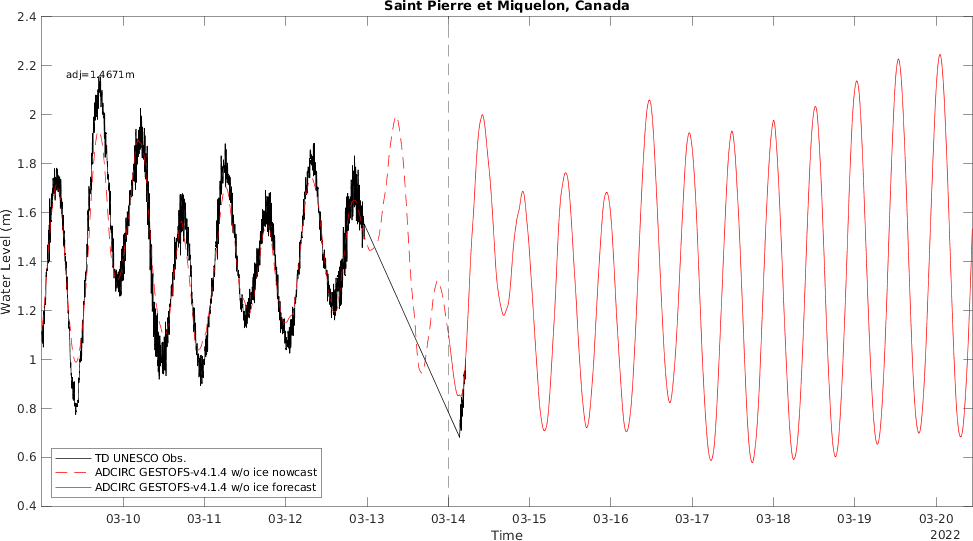 Saint Pierre et Miquelon, Canada
2.4
2.2
2
1.8
1.6
1.4
1.2
1
0.8
0.6
0.4
Water Level (m)
adj=1.4671m
TD UNESCO Obs.
ADCIRC GESTOFS-v4.1.4 w/o ice nowcast
ADCIRC GESTOFS-v4.1.4 w/o ice forecast
03-10 03-11 03-12 03-13 03-14 03-15 03-16 03-17 03-18 03-19 03-20
2022
Time